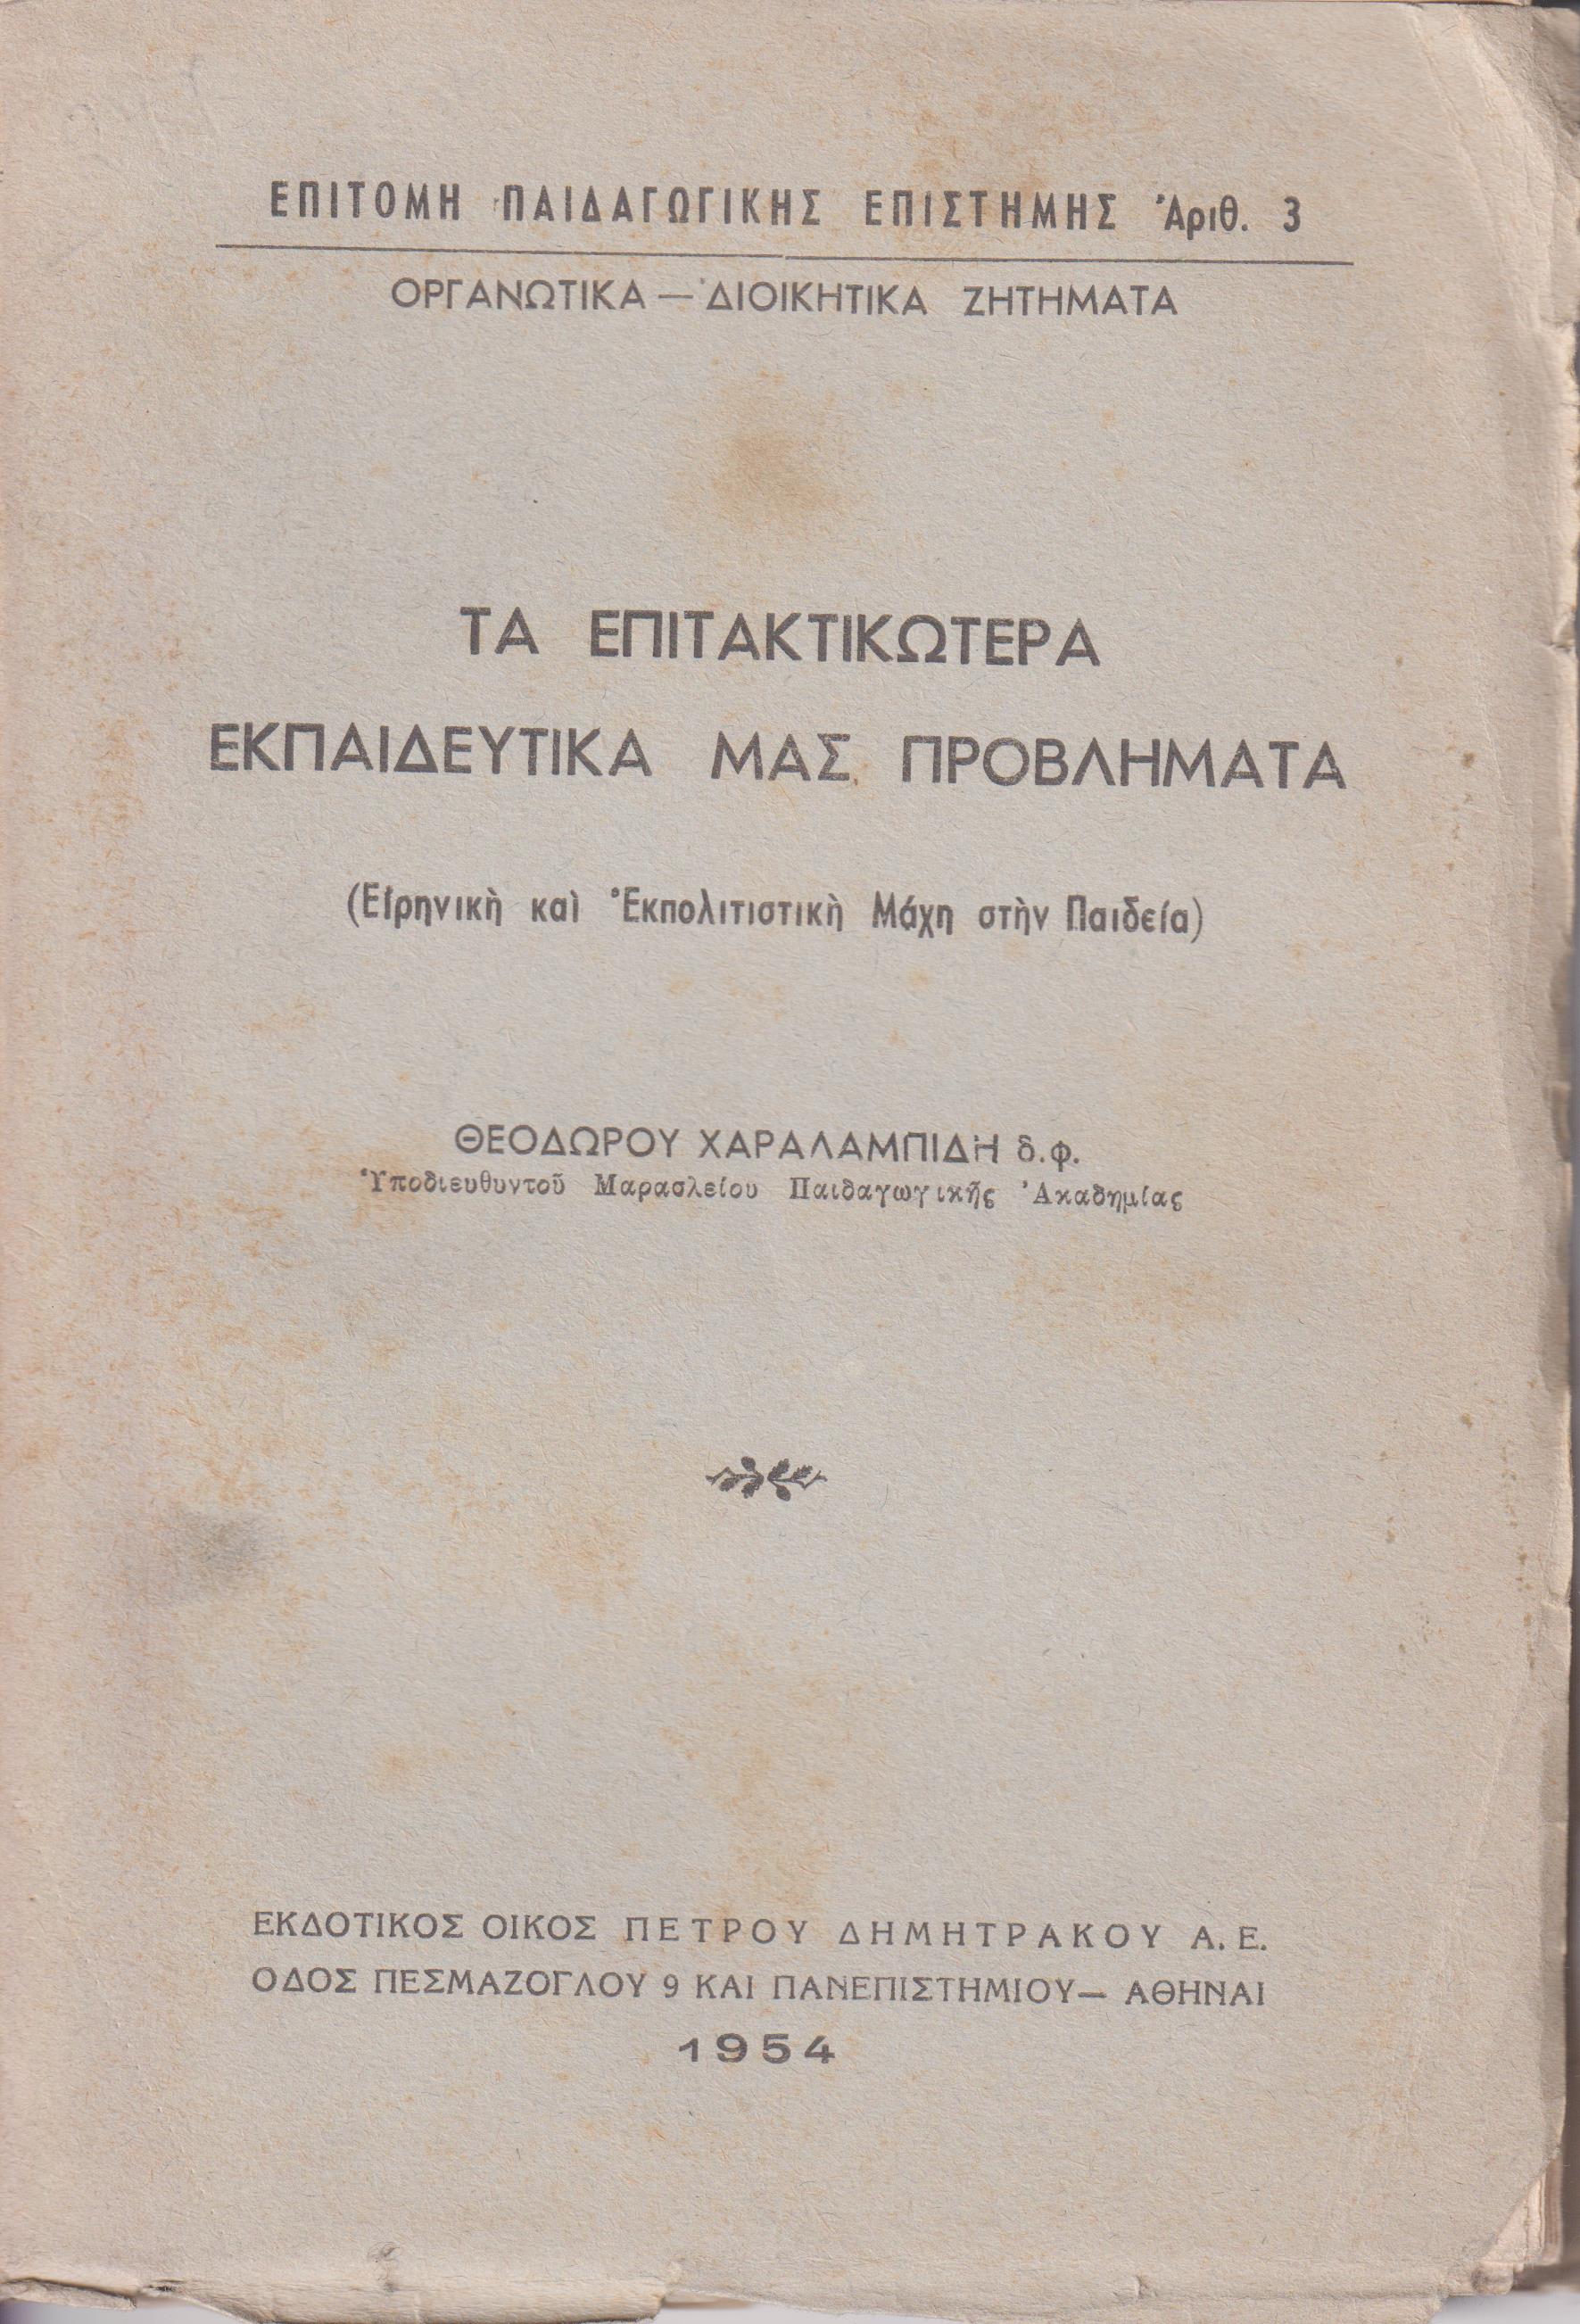 ΕΠΙΤΟΜΗ ΠΑΙΔΑΓΩΓΙΚΗΣ ΕΠΙΣΤΗΜΗΣ Ἀριθ. 3
ΟΡΓΑΝΩΤΙΚΑ — ΔΙΟΙΚΗΤΙΚΑ ΖΗΤΗΜΑΤΑ
ΤΑ ΕΠΙΤΑΚΤΙΚΩΤΕΡΑ
ΕΚΠΑΙΔΕΥΤΙΚΑ ΜΑΣ ΠΡΟΒΛΗΜΑΤΑ
(Εἰρηνικὴ καὶ Ἐκπολιτιστικὴ Μάχη στὴν Παιδεία)
ΘΕΟΔΩΡΟΥ ΧΑΡΑΛΑΜΠΙΔΗ δ.φ.
Ὑποδιευθυντοῦ Μαρασλείου Παιδαγωγικῆς Ἀκαδημίας
ΕΚΔΟΤΙΚΟΣ ΟΙΚΟΣ ΠΕΤΡΟΥ ΔΗΜΗΤΡΑΚΟΥ Α. Ε.
ΟΔΟΣ ΠΕΣΜΑΖΟΓΛΟΥ 9 ΚΑΙ ΠΑΝΕΠΙΣΤΗΜΙΟΥ— ΑΘΗΝΑΙ
1954